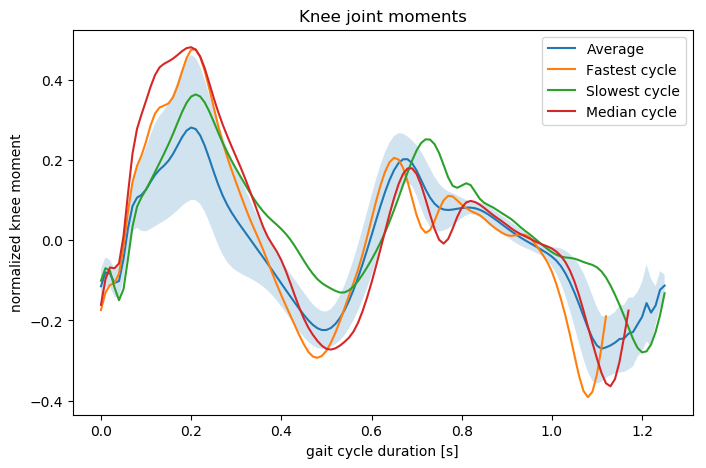 Knee joint moments
Average
Fastest cycle
Slowest cycle
Median cycle
normalized knee moment
0.4
0.2
0.0
−0.2
−0.4
0.0 0.2 0.4 0.6 0.8 1.0 1.2
gait cycle duration [s]